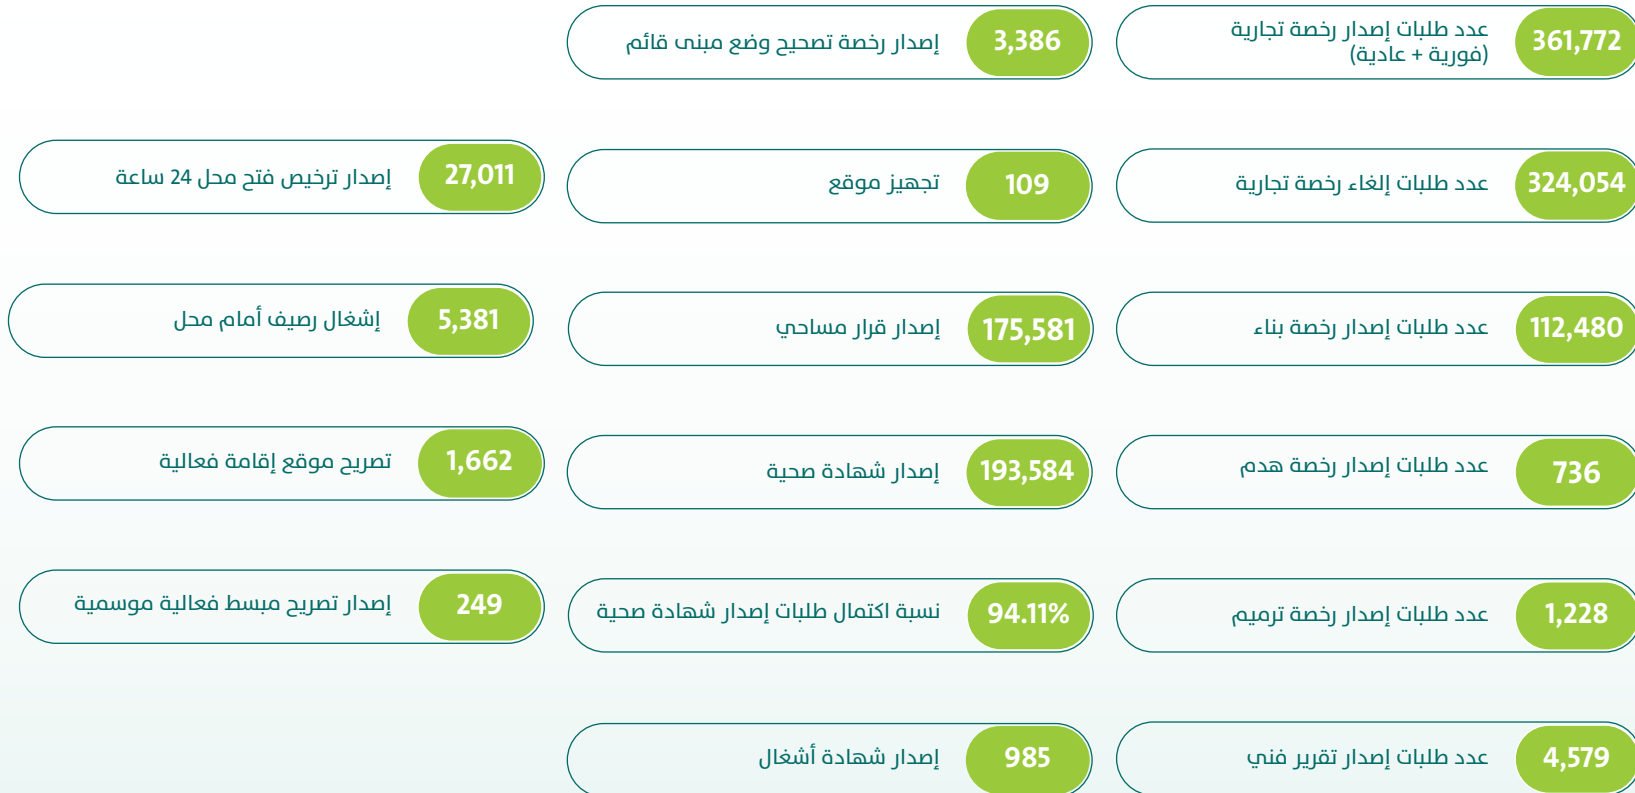 361,772
عدد طلبات إصدار رخصة تجارية
(فورية + عادية)
324,054
عدد طلبات إلغاء رخصة تجارية
112,480
عدد طلبات إصدار رخصة بناء
736
عدد طلبات إصدار رخصة هدم
1,228
عدد طلبات إصدار رخصة ترميم
4,579
عدد طلبات إصدار تقرير فني
3,386
إصدار رخصة تصحيح وضع مبنى قائم
109
تجهيز موقع
175,581
إصدار قرار مساحي
193,584
إصدار شهادة صحية
94.11%
نسبة اكتمال طلبات إصدار شهادة صحية
985
إصدار شهادة أشغال
27,011
إصدار ترخيص فتح محل 24 ساعة
5,381
إشغال رصيف أمام محل
1,662
تصريح موقع إقامة فعالية
249
إصدار تصريح مبسط فعالية موسمية